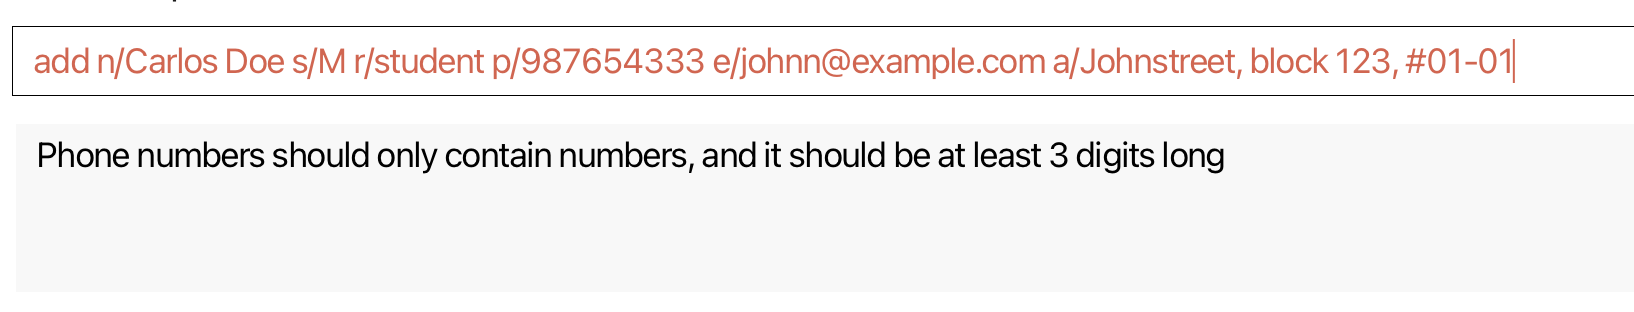 add n/Carlos Doe s/M r/student p/987654333 e/johnn@example.com a/Johnstreet, block 123, #01-01
Phone numbers should only contain numbers, and it should be at least 3 digits long